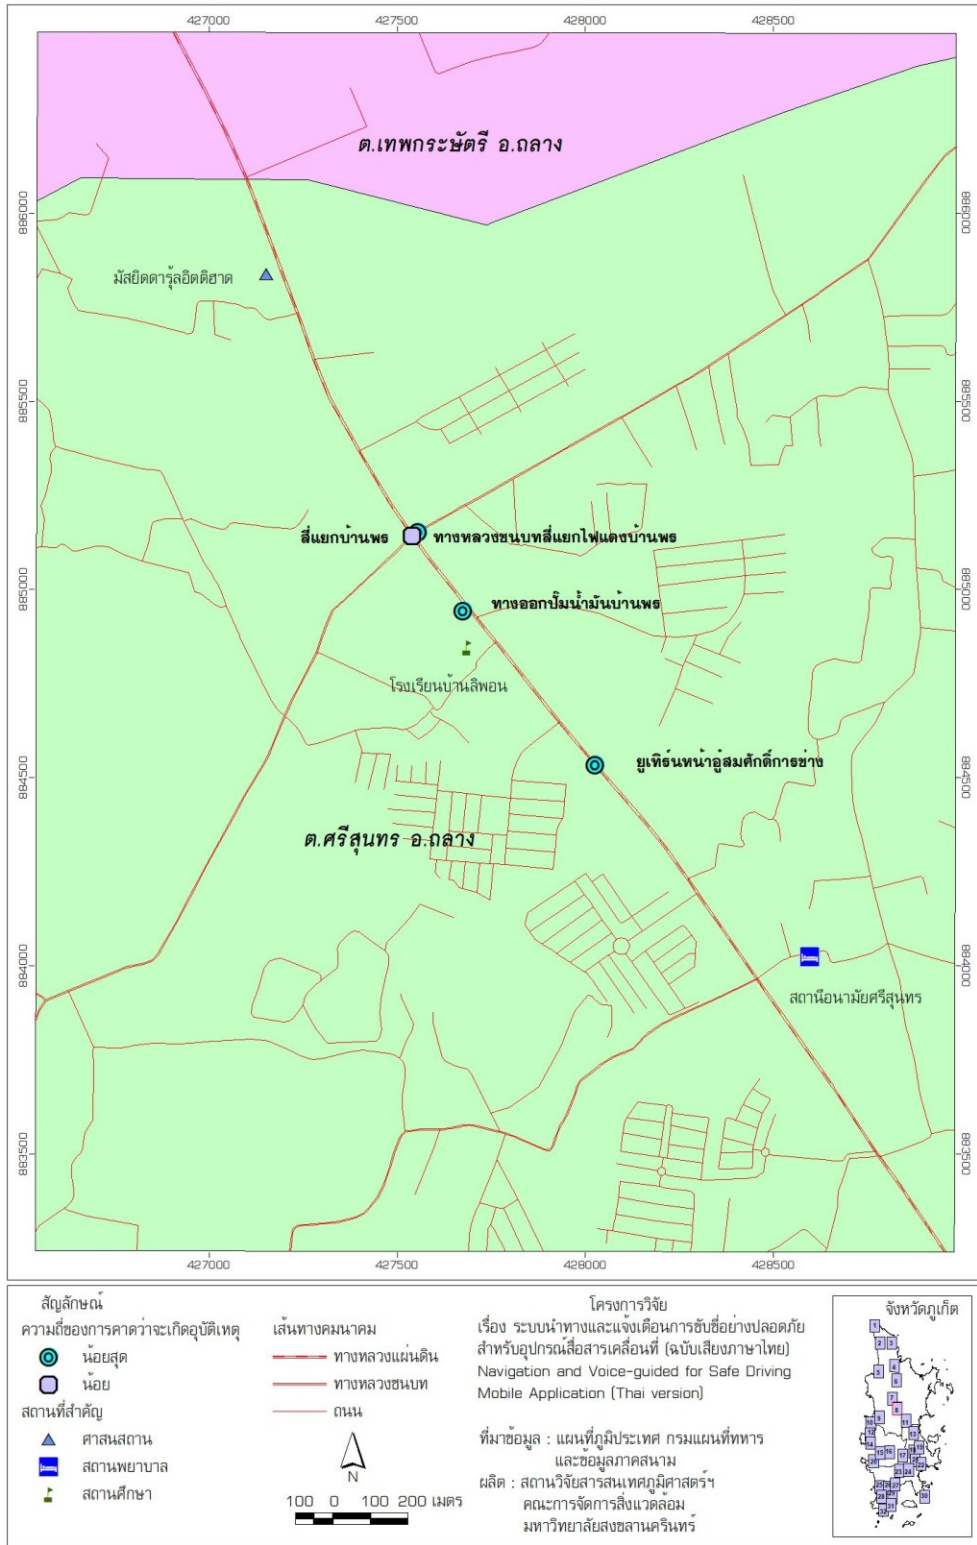 427000 427500 428000 428500
ต.เทพกระษัตรี อ.ถลาง
886000 886000
มัสยิดดารุ้ลอิตติฮาด
885500 885500
สี่แยกบ้านพร
ทางหลวงชนบทสี่แยกไฟแดงบ้านพร
885000 885000
ทางออกปั๊มน้ำมันบ้านพร
โรงเรียนบ้านลิพอน
ยูเทิร์นหน้าอู่สมศักดิ์การช่าง
884500 884500
ต.ศรีสุนทร อ.ถลาง
884000 884000
สถานีอนามัยศรีสุนทร
883500 883500
427000 427500 428000 428500
สัญลักษณ์
ความถี่ของการคาดว่าจะเกิดอุบัติเหตุ
น้อยสุด
น้อย
สถานที่สำคัญ
ศาสนสถาน
สถานพยาบาล
สถานศึกษา
เส้นทางคมนาคม
ทางหลวงแผ่นดิน
ทางหลวงชนบท
ถนน
N
100 0 100 200 เมตร
โครงการวิจัย
เรื่อง ระบบนำทางและแจ้งเตือนการขับขี่อย่างปลอดภัย
สำหรับอุปกรณ์สื่อสารเคลื่อนที่ (ฉบับเสียงภาษาไทย)
Navigation and Voice-guided for Safe Driving
Mobile Application (Thai version)
ที่มาข้อมูล : แผนที่ภูมิประเทศ กรมแผนที่ทหาร
และข้อมูลภาคสนาม
ผลิต : สถานวิจัยสารสนเทศภูมิศาสตร์ฯ
คณะการจัดการสิ่งแวดล้อม
มหาวิทยาลัยสงขลานครินทร์
จังหวัดภูเก็ต
1
2 3
4
5
6
7
8
9
10 11
12 13
14
15 16 17
20
23 24
30
31